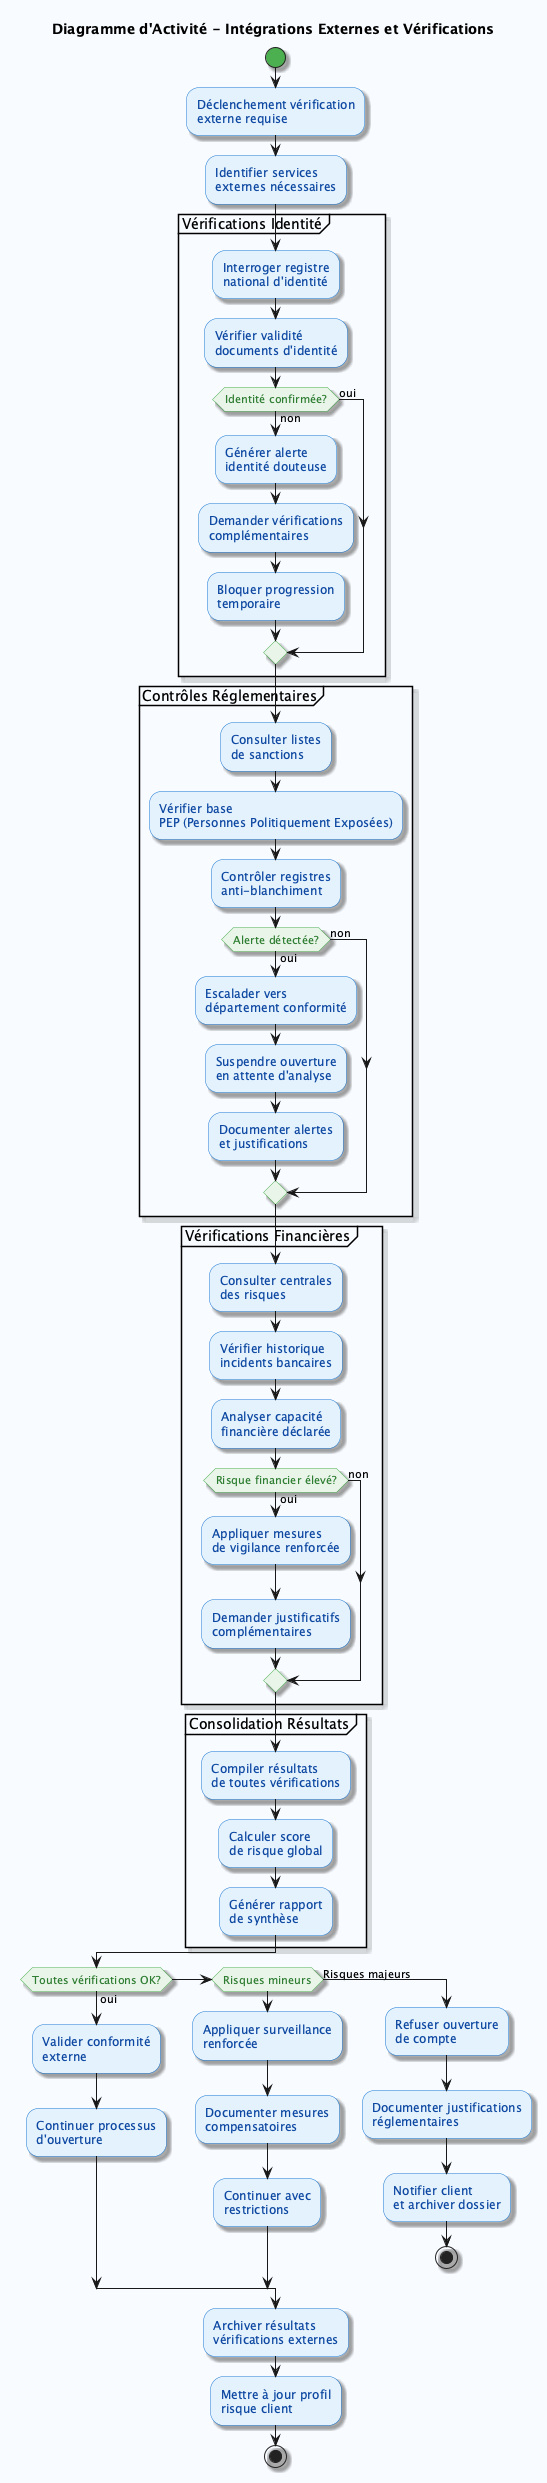 Diagramme d'Activité - Intégrations Externes et Vérifications
Déclenchement vérification
externe requise
Identifier services
externes nécessaires
Vérifications Identité
Interroger registre
national d'identité
Vérifier validité
documents d'identité
Identité confirmée?
oui
non
Générer alerte
identité douteuse
Demander vérifications
complémentaires
Bloquer progression
temporaire
Contrôles Réglementaires
Consulter listes
de sanctions
Vérifier base
PEP (Personnes Politiquement Exposées)
Contrôler registres
anti-blanchiment
Alerte détectée?
non
oui
Escalader vers
département conformité
Suspendre ouverture
en attente d'analyse
Documenter alertes
et justifications
Vérifications Financières
Consulter centrales
des risques
Vérifier historique
incidents bancaires
Analyser capacité
financière déclarée
Risque financier élevé?
non
oui
Appliquer mesures
de vigilance renforcée
Demander justificatifs
complémentaires
Consolidation Résultats
Compiler résultats
de toutes vérifications
Calculer score
de risque global
Générer rapport
de synthèse
Toutes vérifications OK?
oui
Risques mineurs
Risques majeurs
Valider conformité
externe
Continuer processus
d'ouverture
Appliquer surveillance
renforcée
Documenter mesures
compensatoires
Continuer avec
restrictions
Refuser ouverture
de compte
Documenter justifications
réglementaires
Notifier client
et archiver dossier
Archiver résultats
vérifications externes
Mettre à jour profil
risque client